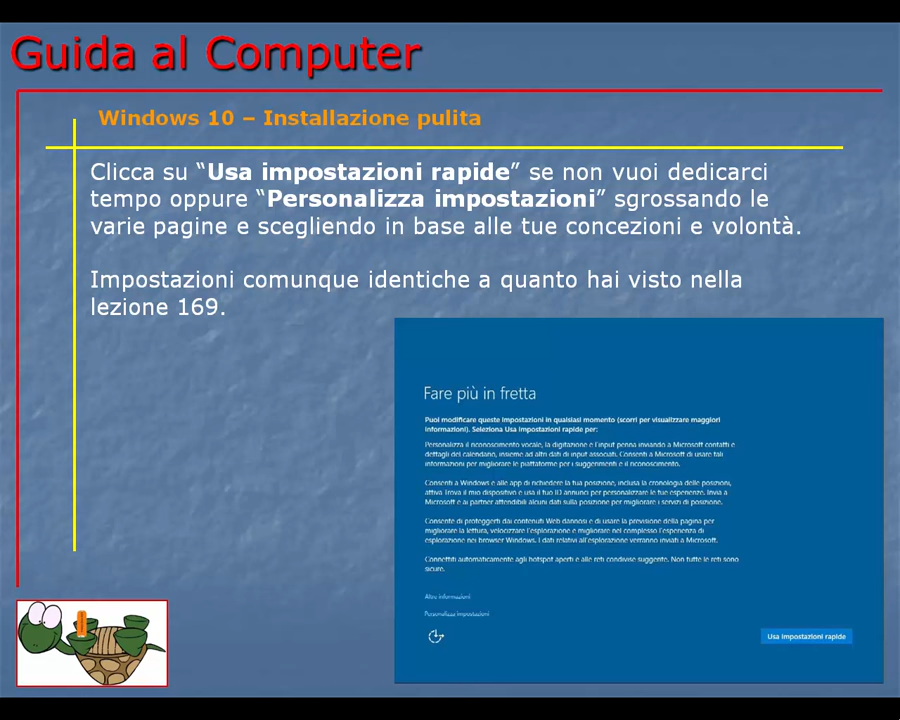 Guida al Computer
Windows 10 – Installazione pulita
Clicca su “Usa impostazioni rapide” se non vuoi dedicarci
tempo oppure “Personalizza impostazioni” sgrossando le
varie pagine e scegliendo in base alle tue concezioni e volontà.
Impostazioni comunque identiche a quanto hai visto nella
lezione 169.
Fare più in fretta
Puoi modificare queste impostazioni in qualsiasi momento (scorri per visualizzare maggiori
informazioni). Seleziona Usa impostazioni rapide per:
Personalizza il riconoscimento vocale, la digitazione e l'input penna inviando a Microsoft contatti e
dettagli del calendario, insieme ad altri dati di input associati. Consenti a Microsoft di usare tali
informazioni per migliorare le piattaforme per i suggerimenti e il riconoscimento.
Consenti a Windows e alle app di richiedere la tua posizione, inclusa la cronologia delle posizioni,
attiva Trova il mio dispositivo e usa il tuo ID annunci per personalizzare le tue esperienze. Invia a
Microsoft e ai partner attendibili alcuni dati sulla posizione per migliorare i servizi di posizione.
Consente di proteggerti dai contenuti Web dannosi e di usare la previsione della pagina per
migliorare la lettura, velocizzare l'esplorazione e migliorare nel complesso l'esperienza di
esplorazione nei browser Windows. I dati relativi all'esplorazione verranno inviati a Microsoft.
Connettiti automaticamente agli hotspot aperti e alle reti condivise suggerite. Non tutte le reti sono
sicure.
Altre informazioni
Personalizza impostazioni
Usa impostazioni rapide